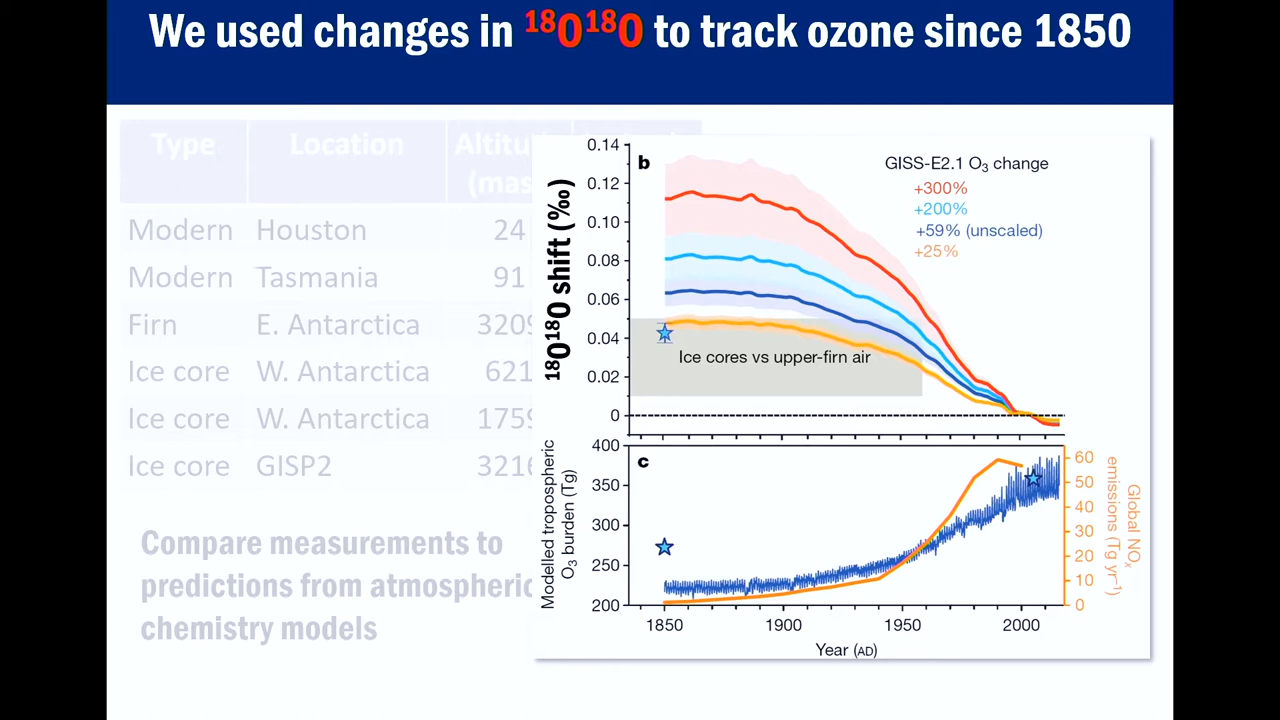 We used changes in ¹⁸O¹⁸O to track ozone since 1850
Type Location
Modern Houston 24
Modern Tasmania 91
Firn E. Antarctica
Ice core W. Antarctica 621
Ice core W. Antarctica
Ice core GISP2
Compare measurements to
predictions from atmospheric
chemistry models
b
GISS-E2.1 O₃ change
+300%
+200%
+59% (unscaled)
+25%
¹⁸O¹⁸O shift (‰)
0.14
0.12
0.10
0.08
0.06
0.04
0.02
0
Ice cores vs upper-firn air
c
Modelled tropospheric
O₃ burden (Tg)
400
350
300
250
200
60
50
40
30
20
10
0
Global NOₓ
emissions (Tg yr⁻¹)
1850 1900 1950 2000
Year (AD)